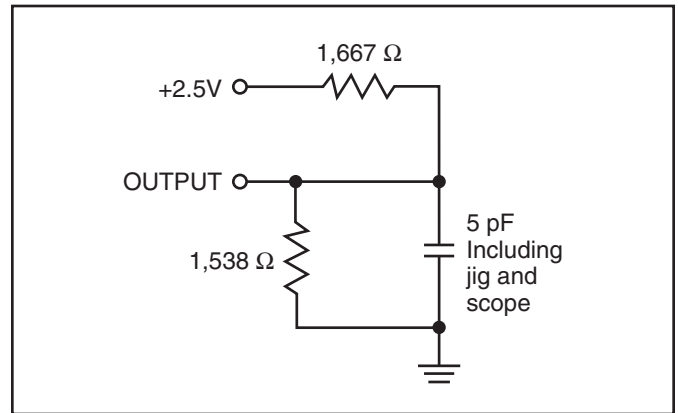 1,667 Ω
+2.5V
OUTPUT
1,538 Ω
5 pF
Including
jig and
scope